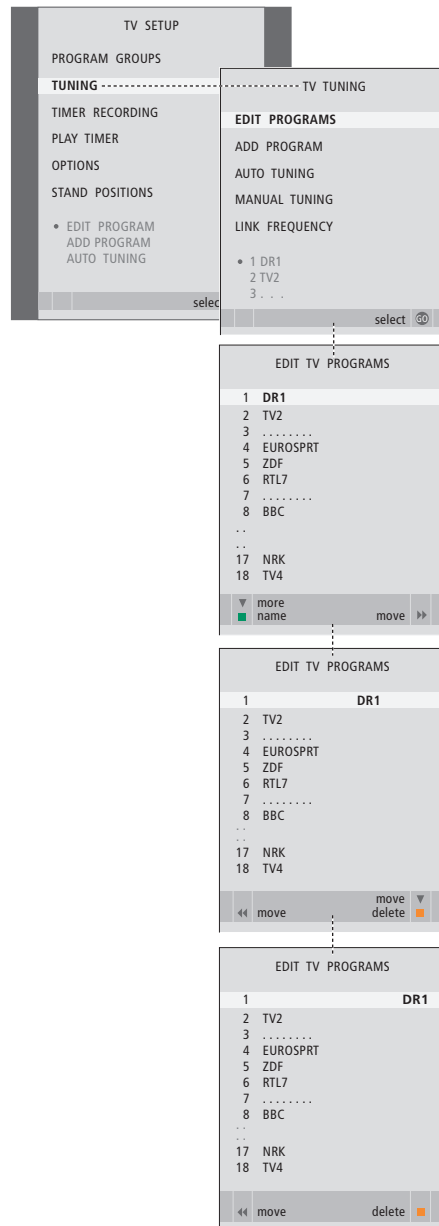 TV SETUP
PROGRAM GROUPS
TUNING
TIMER RECORDING
PLAY TIMER
OPTIONS
STAND POSITIONS
• EDIT PROGRAM
ADD PROGRAM
AUTO TUNING
selec
TV TUNING
EDIT PROGRAMS
ADD PROGRAM
AUTO TUNING
MANUAL TUNING
LINK FREQUENCY
• 1 DR1
2 TV2
3 . . .
select GO
EDIT TV PROGRAMS
1 DR1
2 TV2
3 . . . . . . . .
4 EUROSPRT
5 ZDF
6 RTL7
7 . . . . . . . .
8 BBC
. .
. .
17 NRK
18 TV4
more
name move
EDIT TV PROGRAMS
1 DR1
2 TV2
3 . . . . . . . .
4 EUROSPRT
5 ZDF
6 RTL7
7 . . . . . . . .
8 BBC
. .
. .
17 NRK
18 TV4
move
move delete
EDIT TV PROGRAMS
1 DR1
2 TV2
3 . . . . . . . .
4 EUROSPRT
5 ZDF
6 RTL7
7 . . . . . . . .
8 BBC
. .
. .
17 NRK
18 TV4
move delete